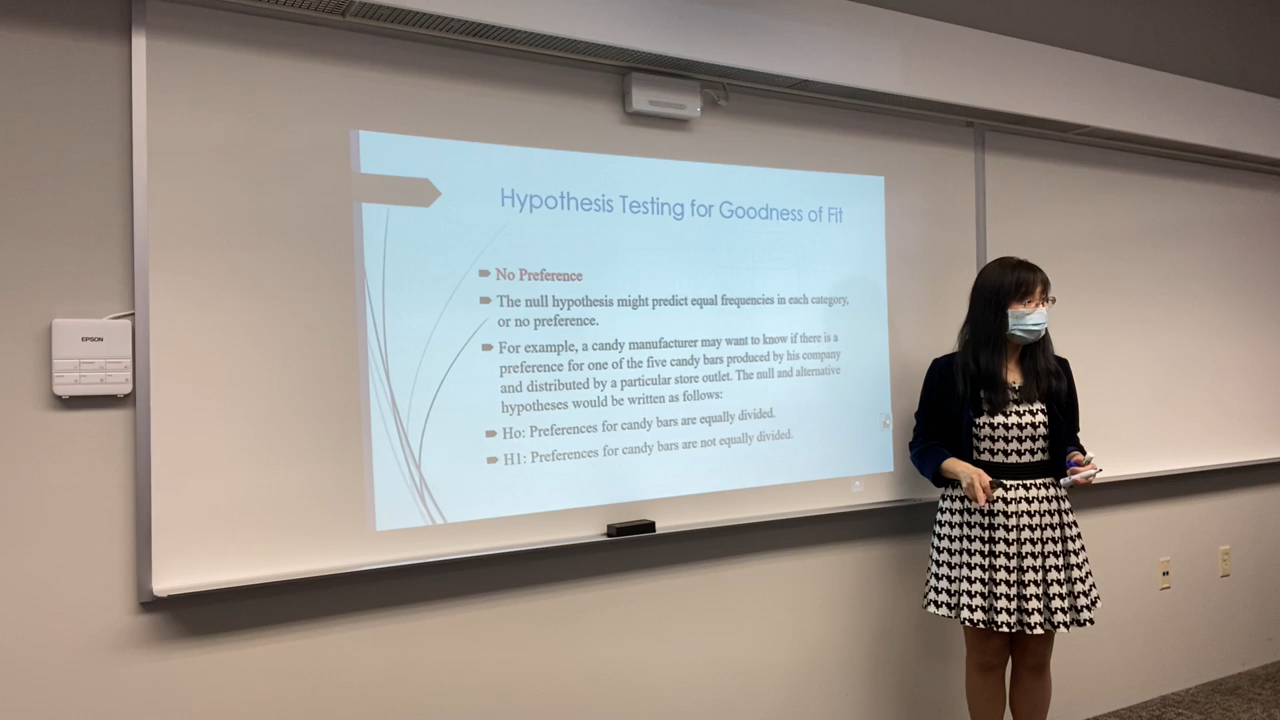 Hypothesis Testing for Goodness of Fit
No Preference
The null hypothesis might predict equal frequencies in each category,
or no preference.
For example, a candy manufacturer may want to know if there is a
preference for one of the five candy bars produced by his company
and distributed by a particular store outlet. The null and alternative
hypotheses would be written as follows:
Ho: Preferences for candy bars are equally divided.
H1: Preferences for candy bars are not equally divided.
EPSON